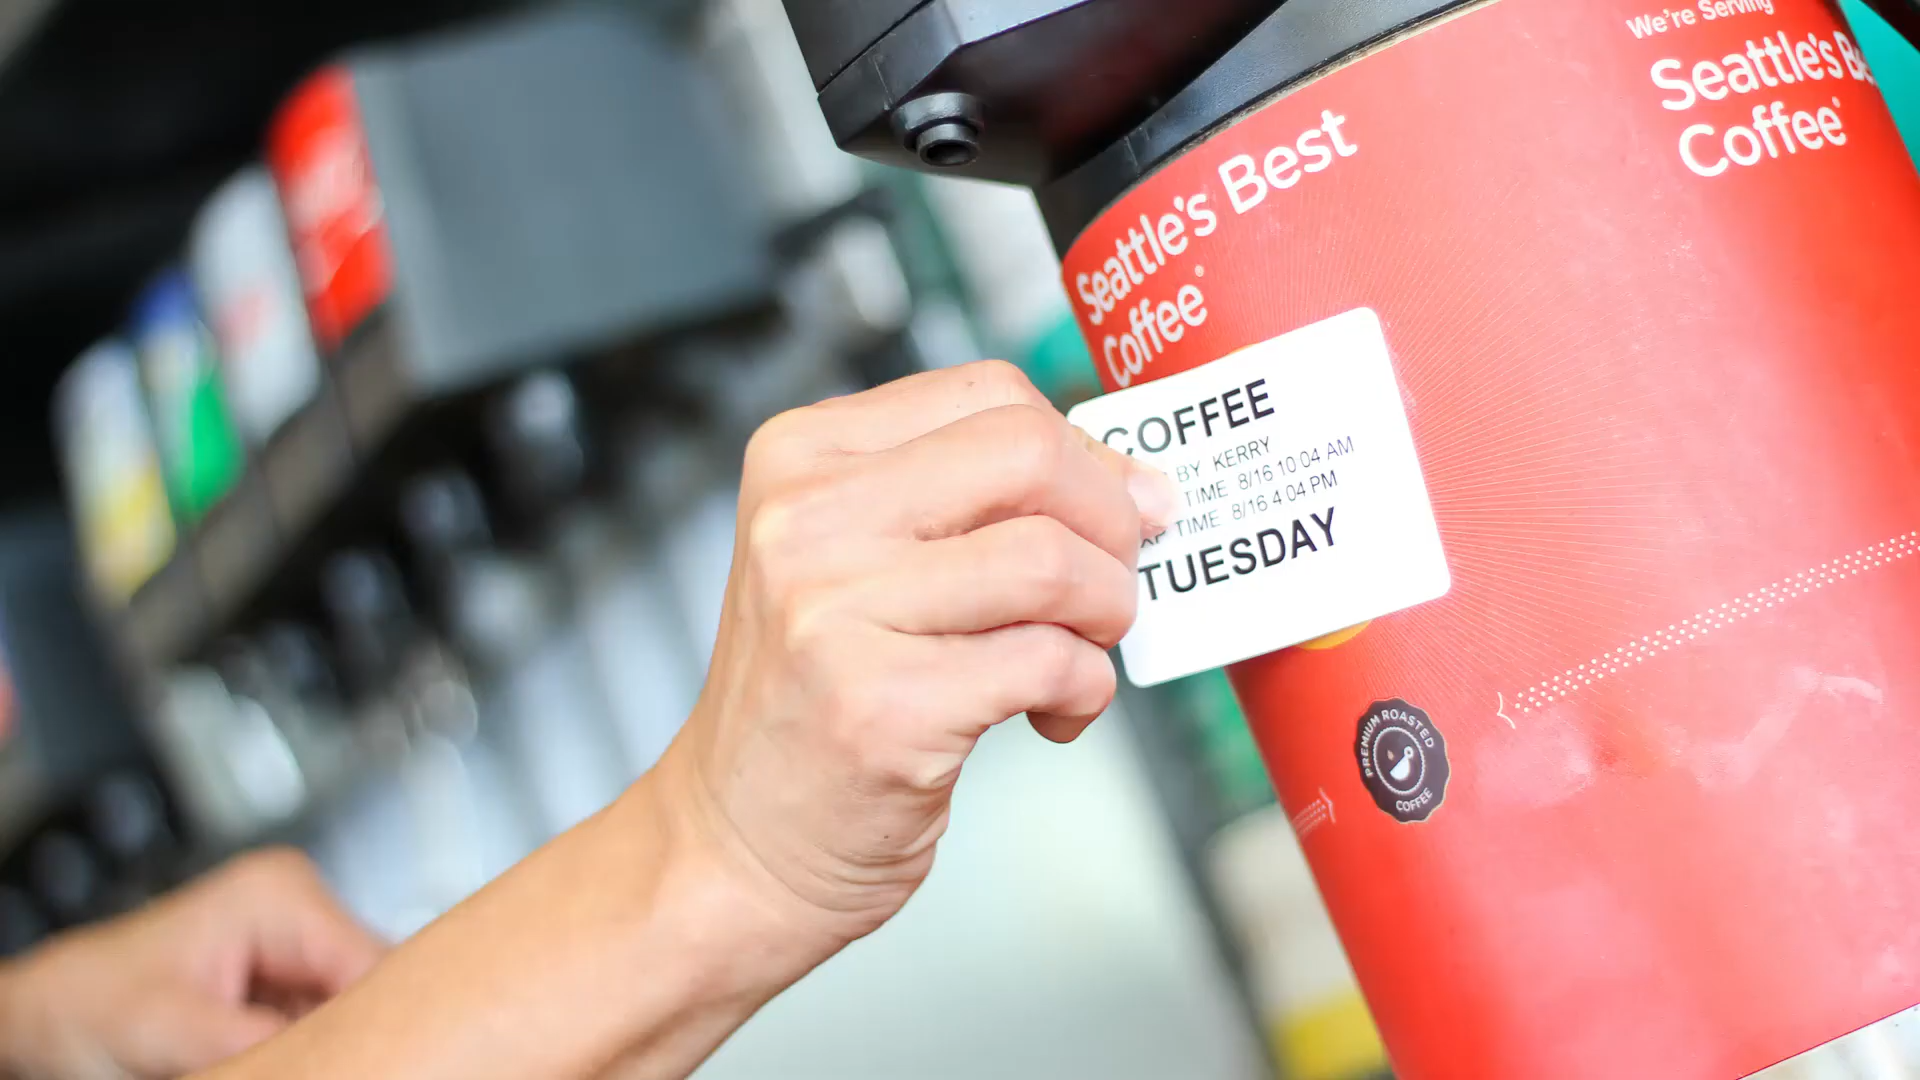 We're Serving
Seattle's Be
Coffee
Seattle's Best
Coffee
COFFEE
BY KERRY
TIME 8/16 10 04 AM
TIME 8/16 4 04 PM
TUESDAY
PREMIUM ROASTED
COFFEE